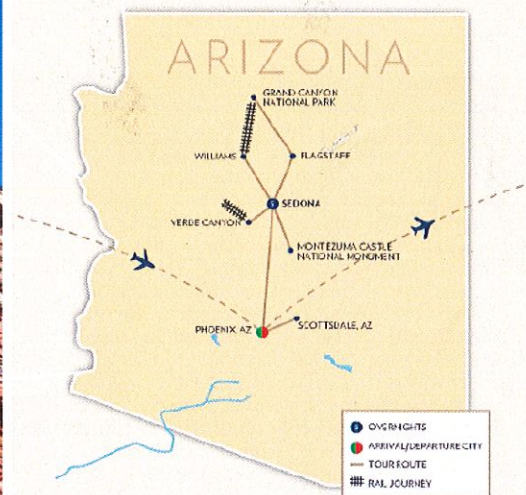 ARIZONA
GRAND CANYON
NATIONAL PARK
WILLIAMS
FLAGSTAFF
5 SEDONA
VERDE CANYON
MONTEZUMA CASTLE
NATIONAL MONUMENT
PHOENIX, AZ
SCOTTSDALE, AZ
OVERNIGHTS
ARRIVAL/DEPARTURE CITY
TOUR ROUTE
RAIL JOURNEY